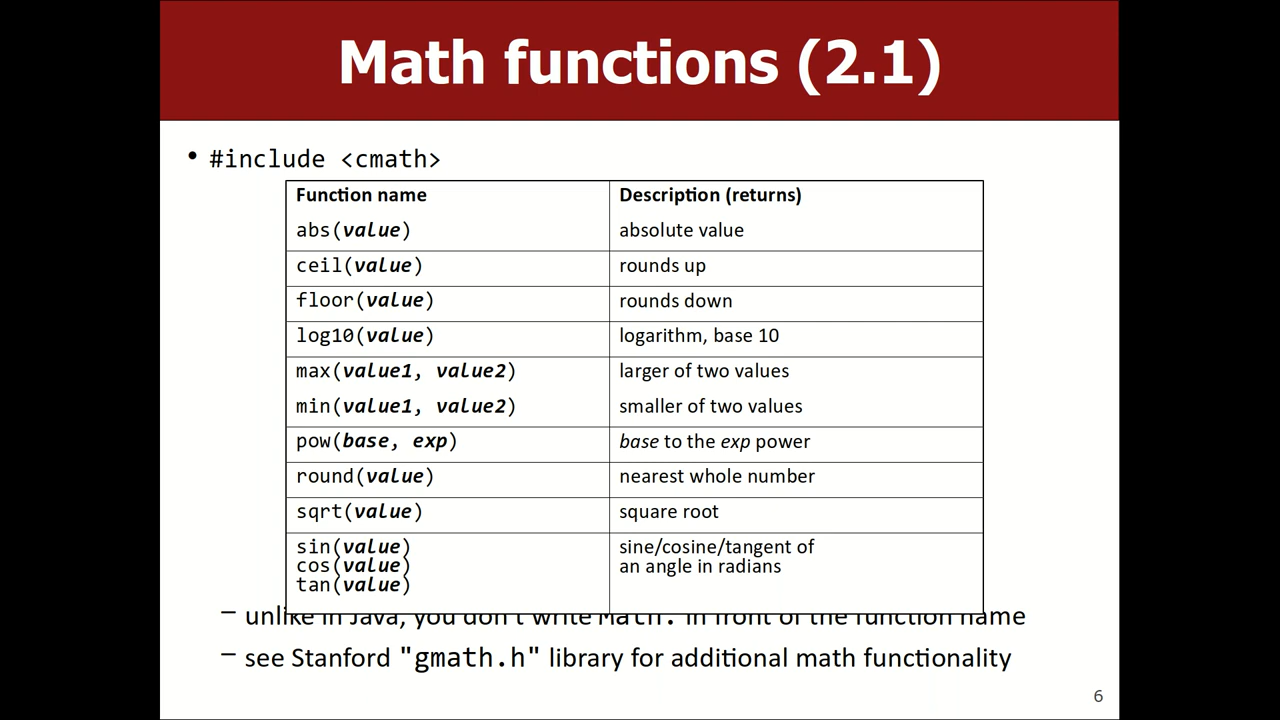 Math functions (2.1)
• #include <cmath>
Function name Description (returns)
abs(value) absolute value
ceil(value) rounds up
floor(value) rounds down
log10(value) logarithm, base 10
max(value1, value2) larger of two values
min(value1, value2) smaller of two values
pow(base, exp) base to the exp power
round(value) nearest whole number
sqrt(value) square root
sin(value) sine/cosine/tangent of
cos(value) an angle in radians
tan(value)
– unlike in Java, you don't write Math. in front of the function name
– see Stanford "gmath.h" library for additional math functionality
6